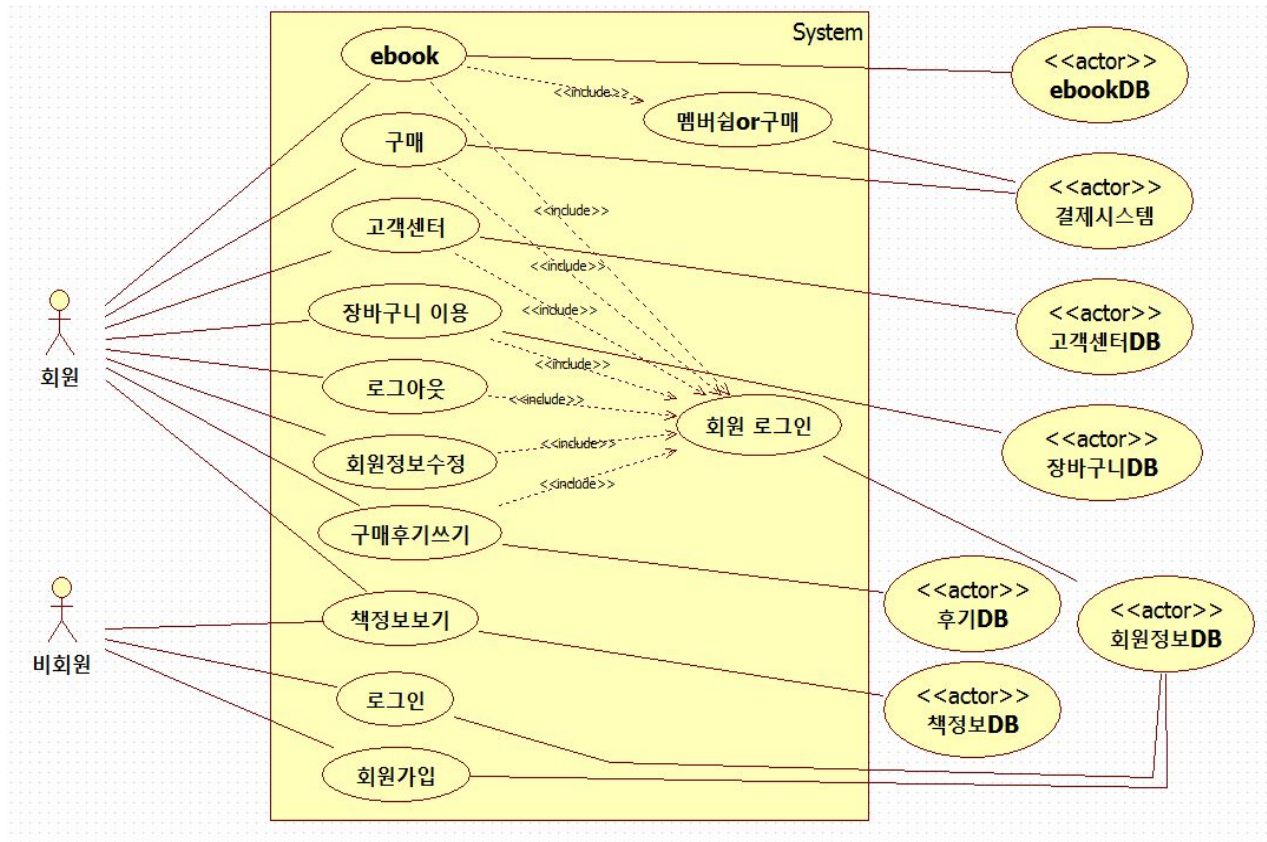 System
ebook
<<include>>
멤버쉽or구매
<<actor>>
ebookDB
구매
<<actor>>
결제시스템
고객센터
<<include>>
<<include>>
장바구니 이용
<<include>>
<<actor>>
고객센터DB
회원
로그아웃
<<include>>
<<include>>
회원 로그인
<<actor>>
장바구니DB
회원정보수정
<<include>>
<<include>>
구매후기쓰기
<<actor>>
후기DB
<<actor>>
회원정보DB
책정보보기
비회원
로그인
<<actor>>
책정보DB
회원가입